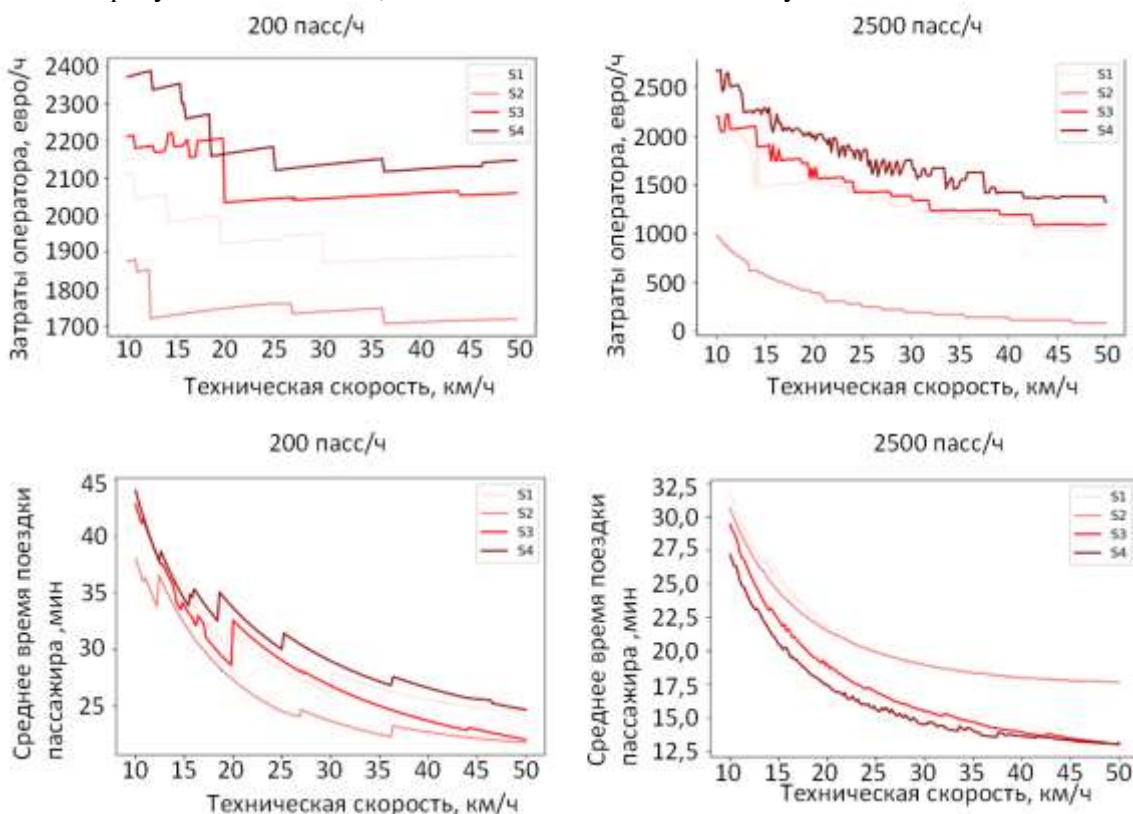 200 пасс/ч
Затраты оператора, евро/ч
2400
2300
2200
2100
2000
1900
1800
1700
10 15 20 25 30 35 40 45 50
Техническая скорость, км/ч
S1
S2
S3
S4
2500 пасс/ч
Затраты оператора, евро/ч
2500
2000
1500
1000
500
0
10 15 20 25 30 35 40 45 50
Техническая скорость, км/ч
S1
S2
S3
S4
200 пасс/ч
Среднее время поездки
пассажира ,мин
45
40
35
30
25
10 15 20 25 30 35 40 45 50
Техническая скорость, км/ч
S1
S2
S3
S4
2500 пасс/ч
Среднее время поездки
пассажира ,мин
32,5
30,0
27,5
25,0
22,5
20,0
17,5
15,0
12,5
10 15 20 25 30 35 40 45 50
Техническая скорость, км/ч
S1
S2
S3
S4